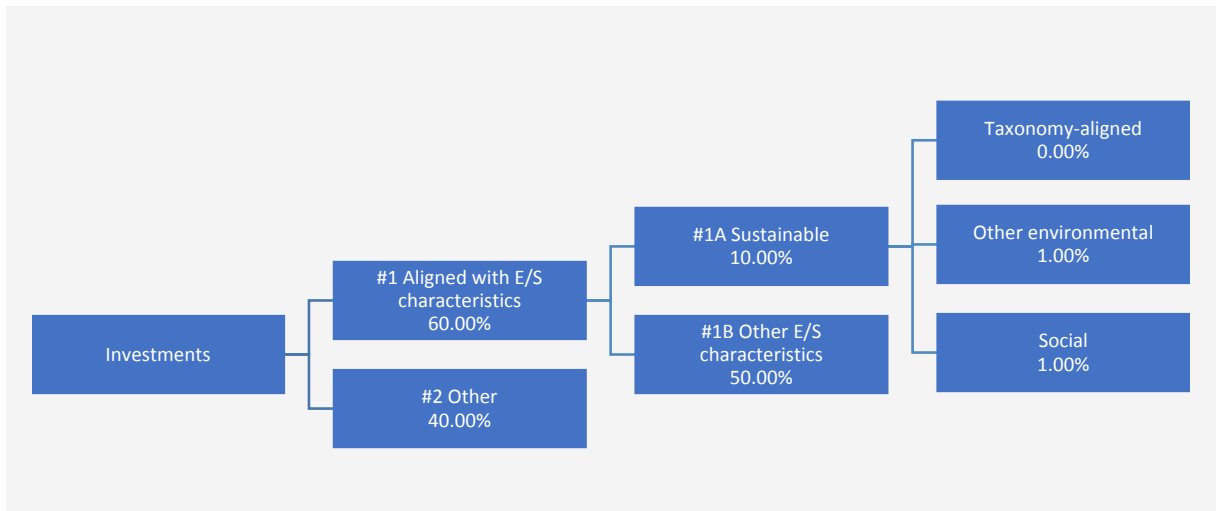 Investments
#1 Aligned with E/S
characteristics
60.00%
#2 Other
40.00%
#1A Sustainable
10.00%
#1B Other E/S
characteristics
50.00%
Taxonomy-aligned
0.00%
Other environmental
1.00%
Social
1.00%